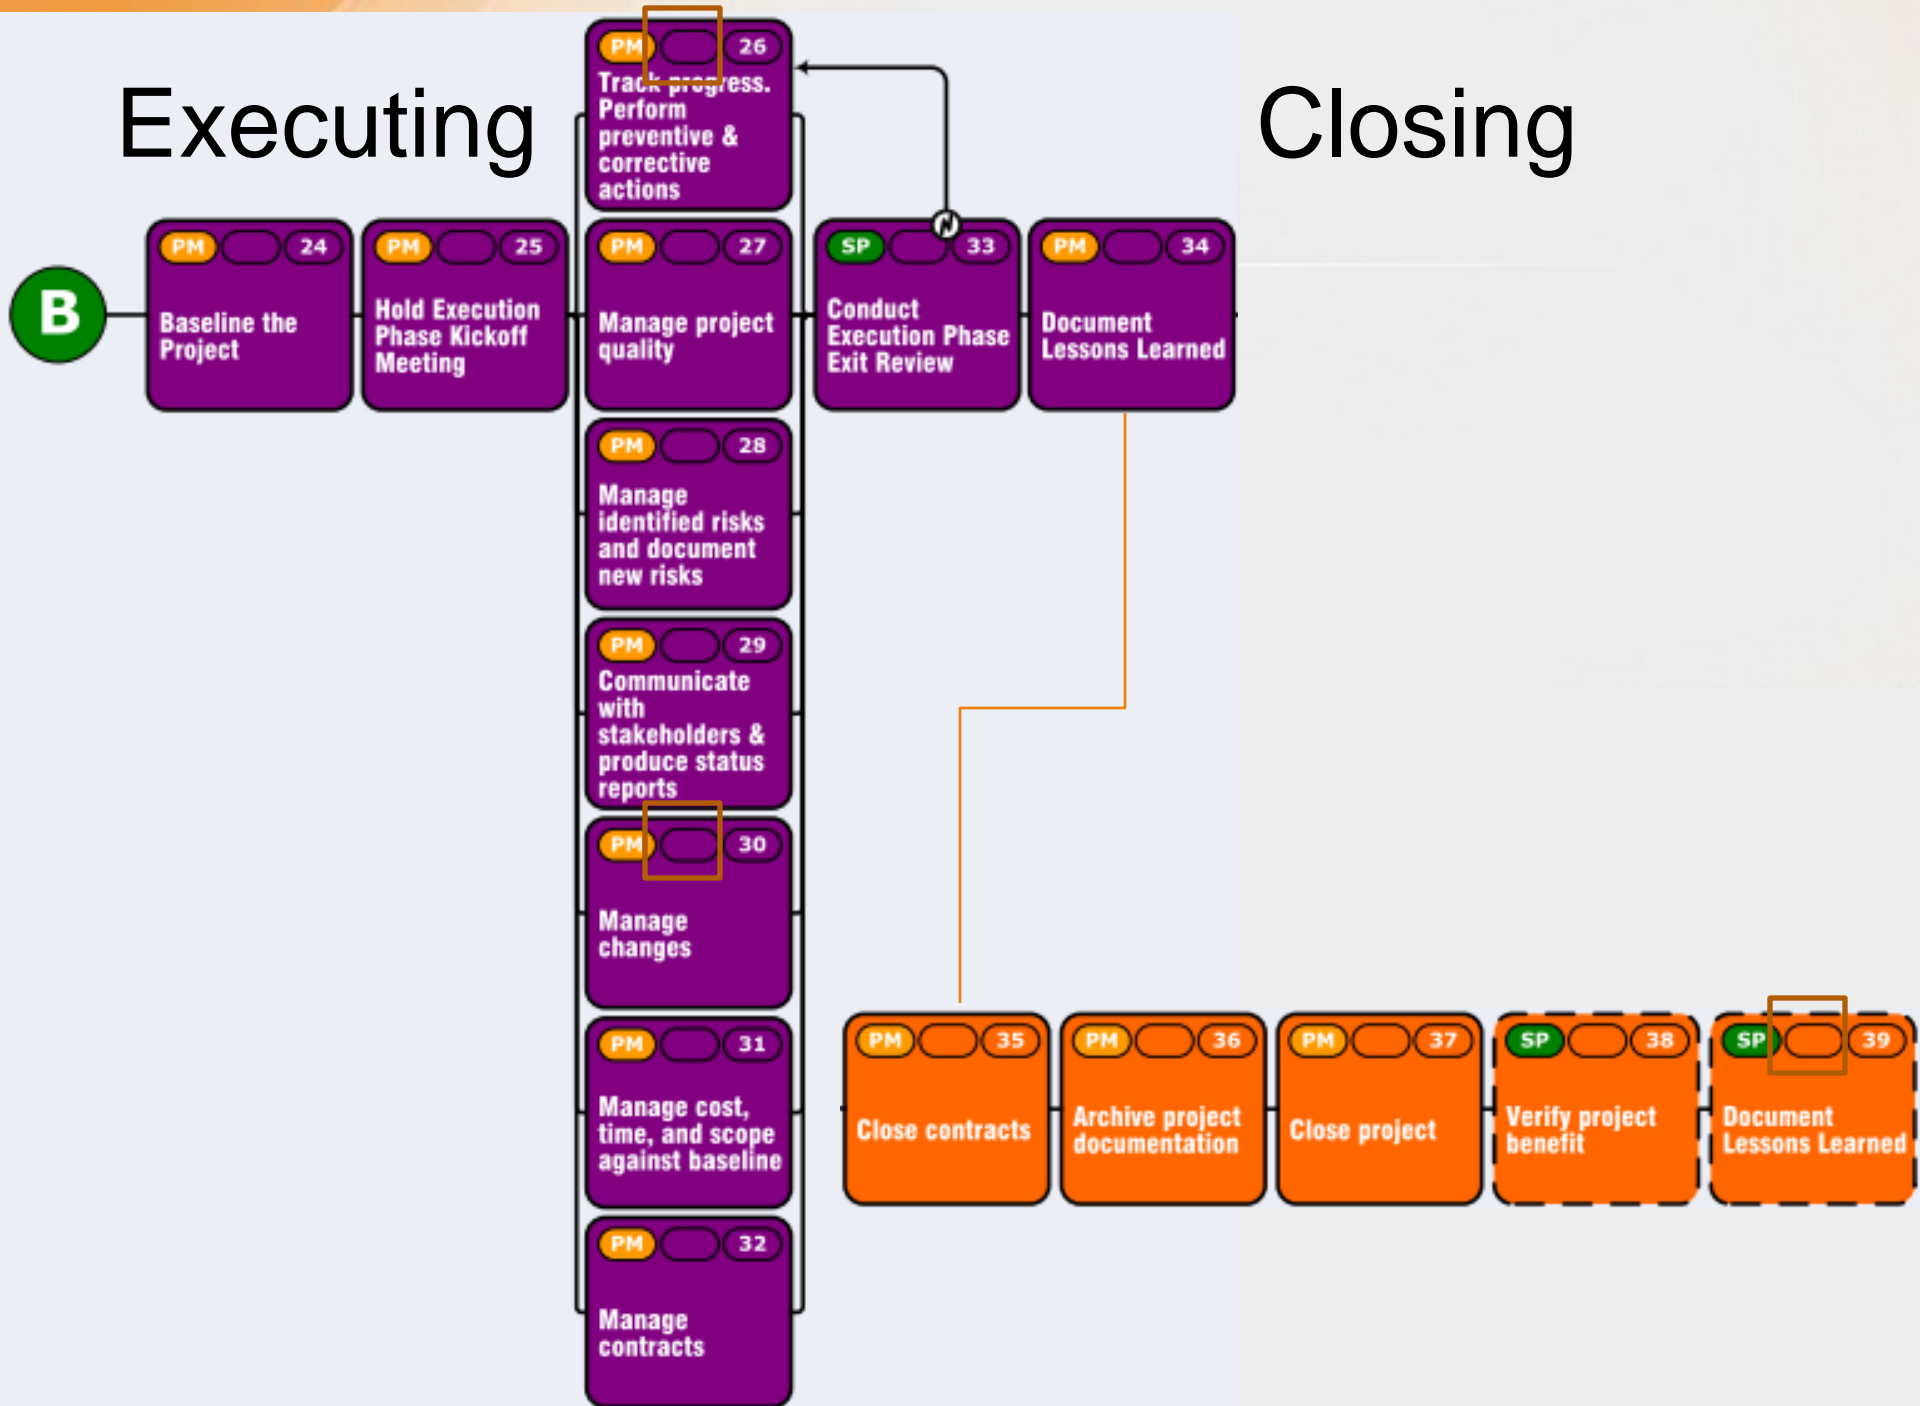 Executing
Closing
B
PM 24
Baseline the
Project
PM 25
Hold Execution
Phase Kickoff
Meeting
PM 26
Track progress.
Perform
preventive &
corrective
actions
PM 27
Manage project
quality
PM 28
Manage
identified risks
and document
new risks
PM 29
Communicate
with
stakeholders &
produce status
reports
PM 30
Manage
changes
PM 31
Manage cost,
time, and scope
against baseline
PM 32
Manage
contracts
SP 33
Conduct
Execution Phase
Exit Review
PM 34
Document
Lessons Learned
PM 35
Close contracts
PM 36
Archive project
documentation
PM 37
Close project
SP 38
Verify project
benefit
SP 39
Document
Lessons Learned